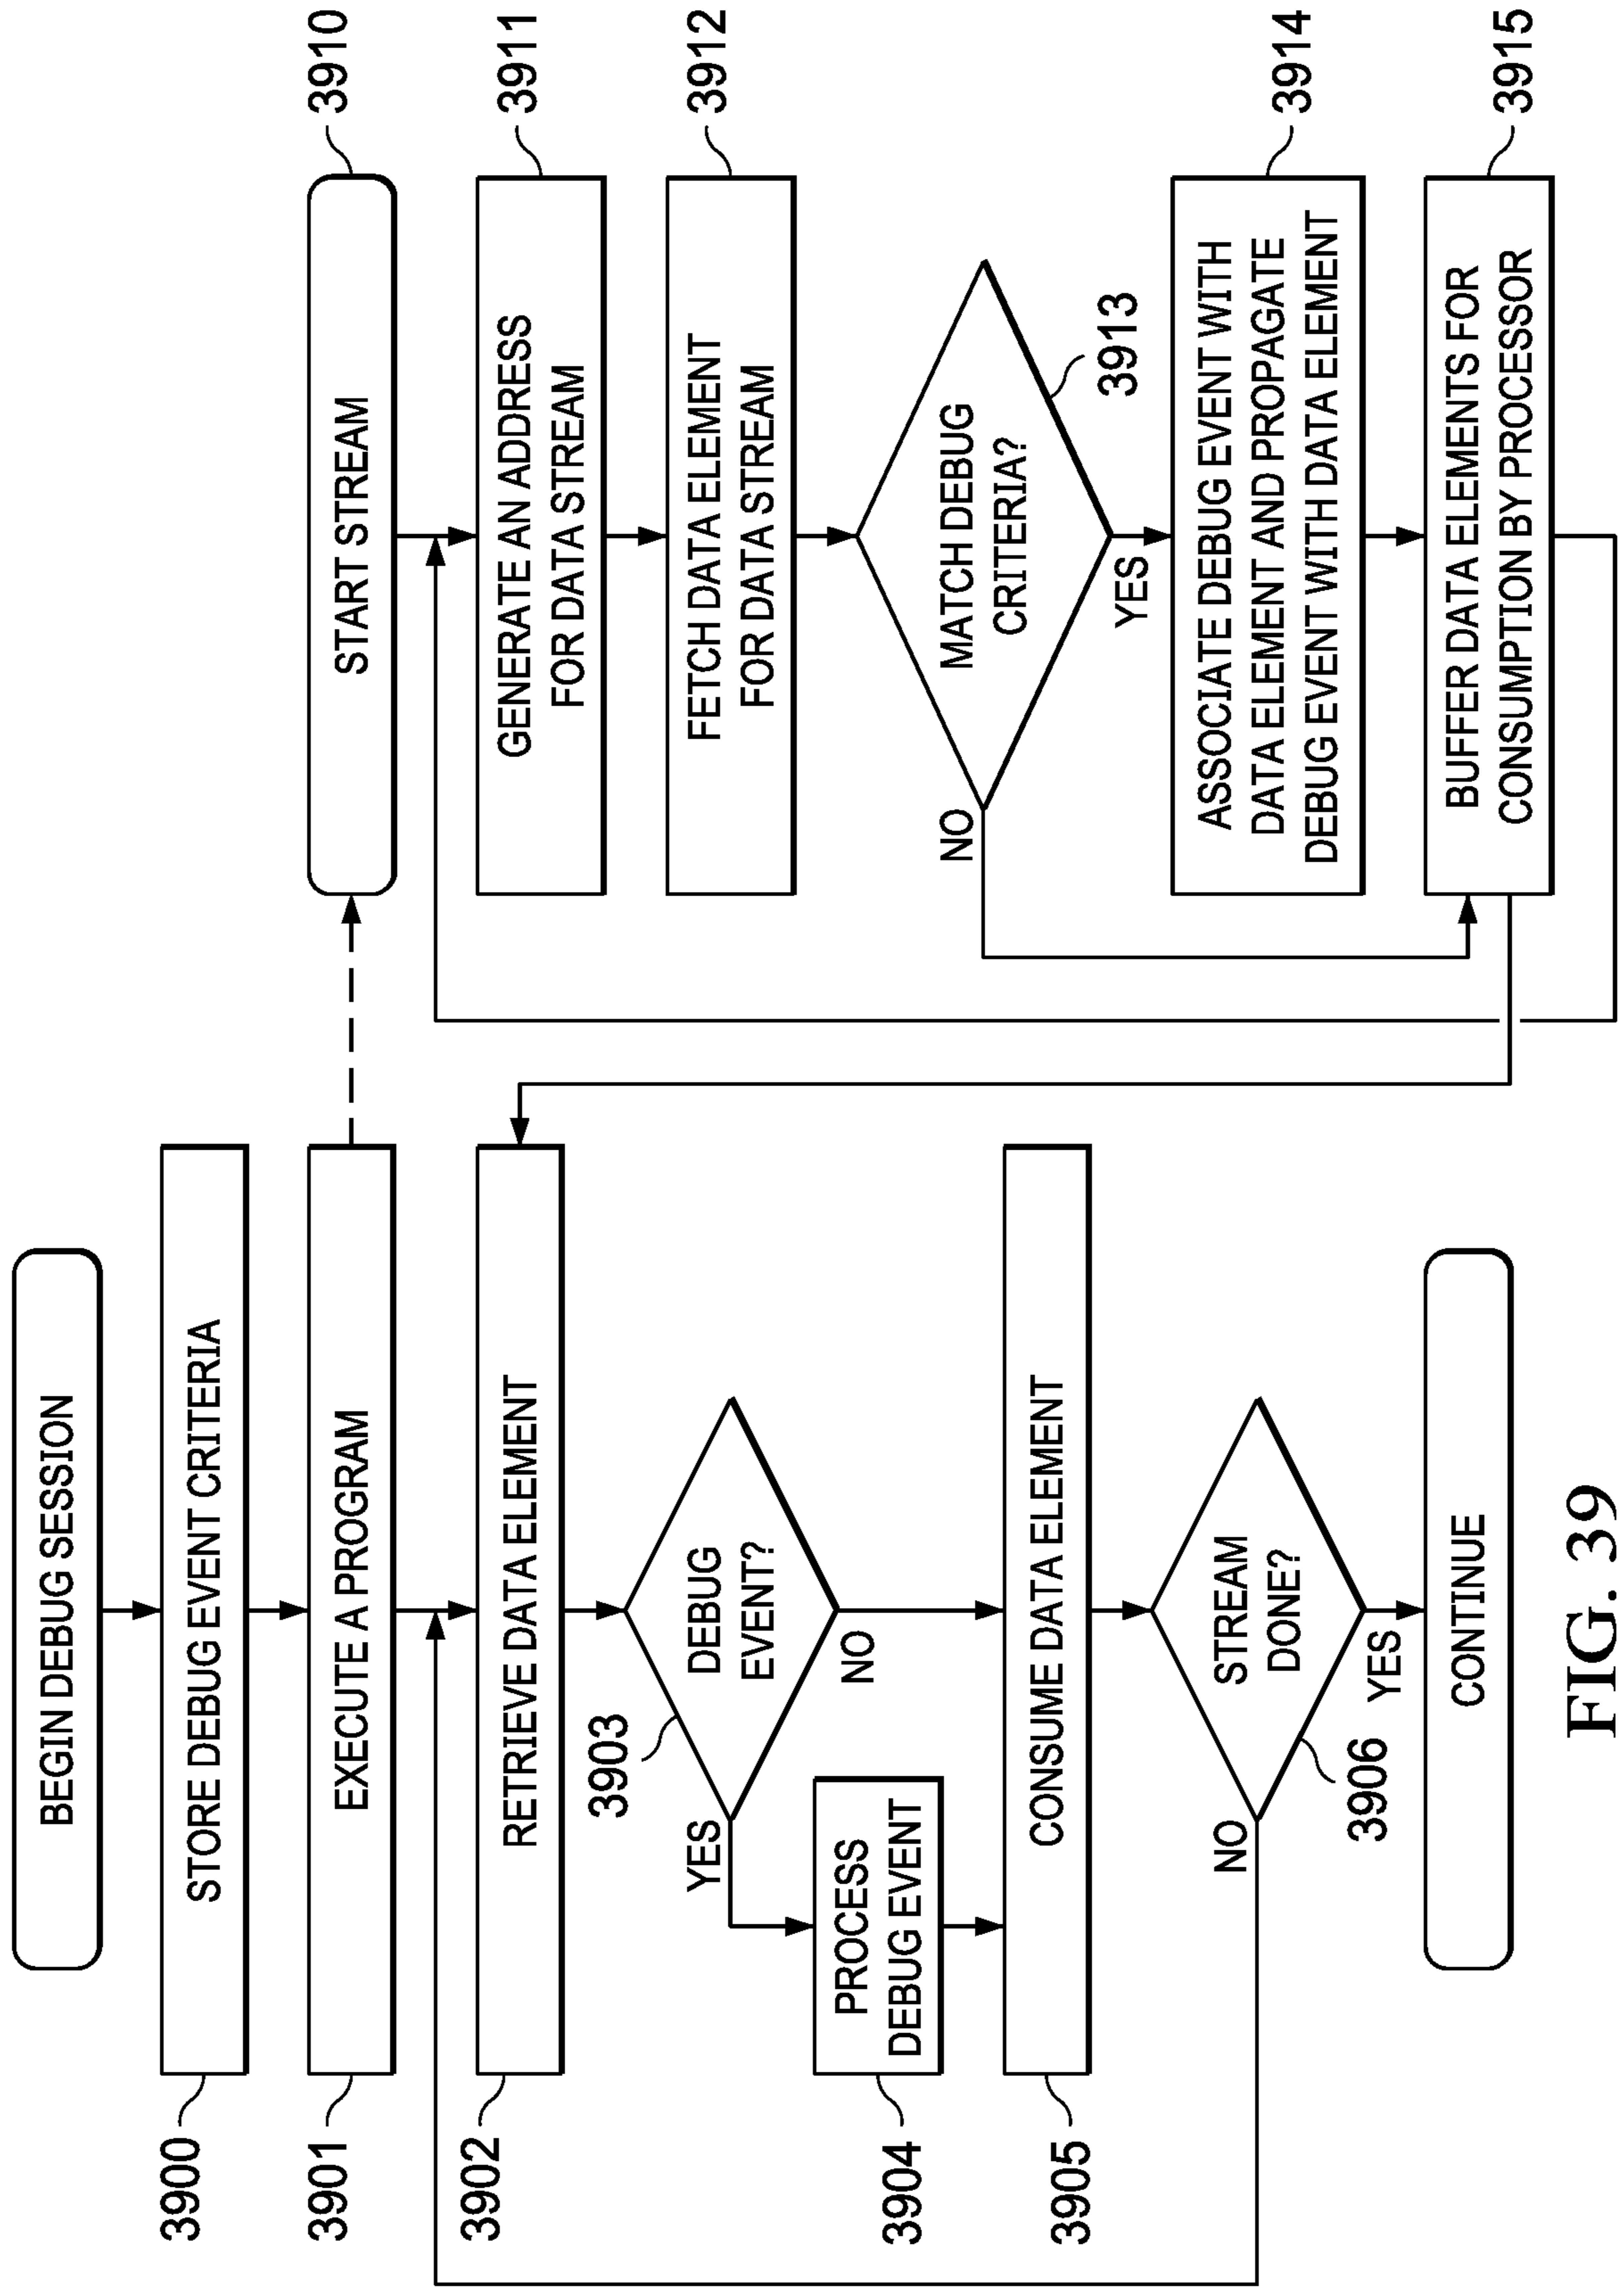 BEGIN DEBUG SESSION
3900
STORE DEBUG EVENT CRITERIA
3901
EXECUTE A PROGRAM
3902
RETRIEVE DATA ELEMENT
3903
DEBUG
EVENT?
YES
NO
3904
PROCESS
DEBUG EVENT
3905
CONSUME DATA ELEMENT
STREAM
DONE?
NO
3906
YES
CONTINUE
START STREAM
3910
GENERATE AN ADDRESS
FOR DATA STREAM
3911
FETCH DATA ELEMENT
FOR DATA STREAM
3912
MATCH DEBUG
CRITERIA?
NO
3913
YES
ASSOCIATE DEBUG EVENT WITH
DATA ELEMENT AND PROPAGATE
DEBUG EVENT WITH DATA ELEMENT
3914
BUFFER DATA ELEMENTS FOR
CONSUMPTION BY PROCESSOR
3915
FIG. 39